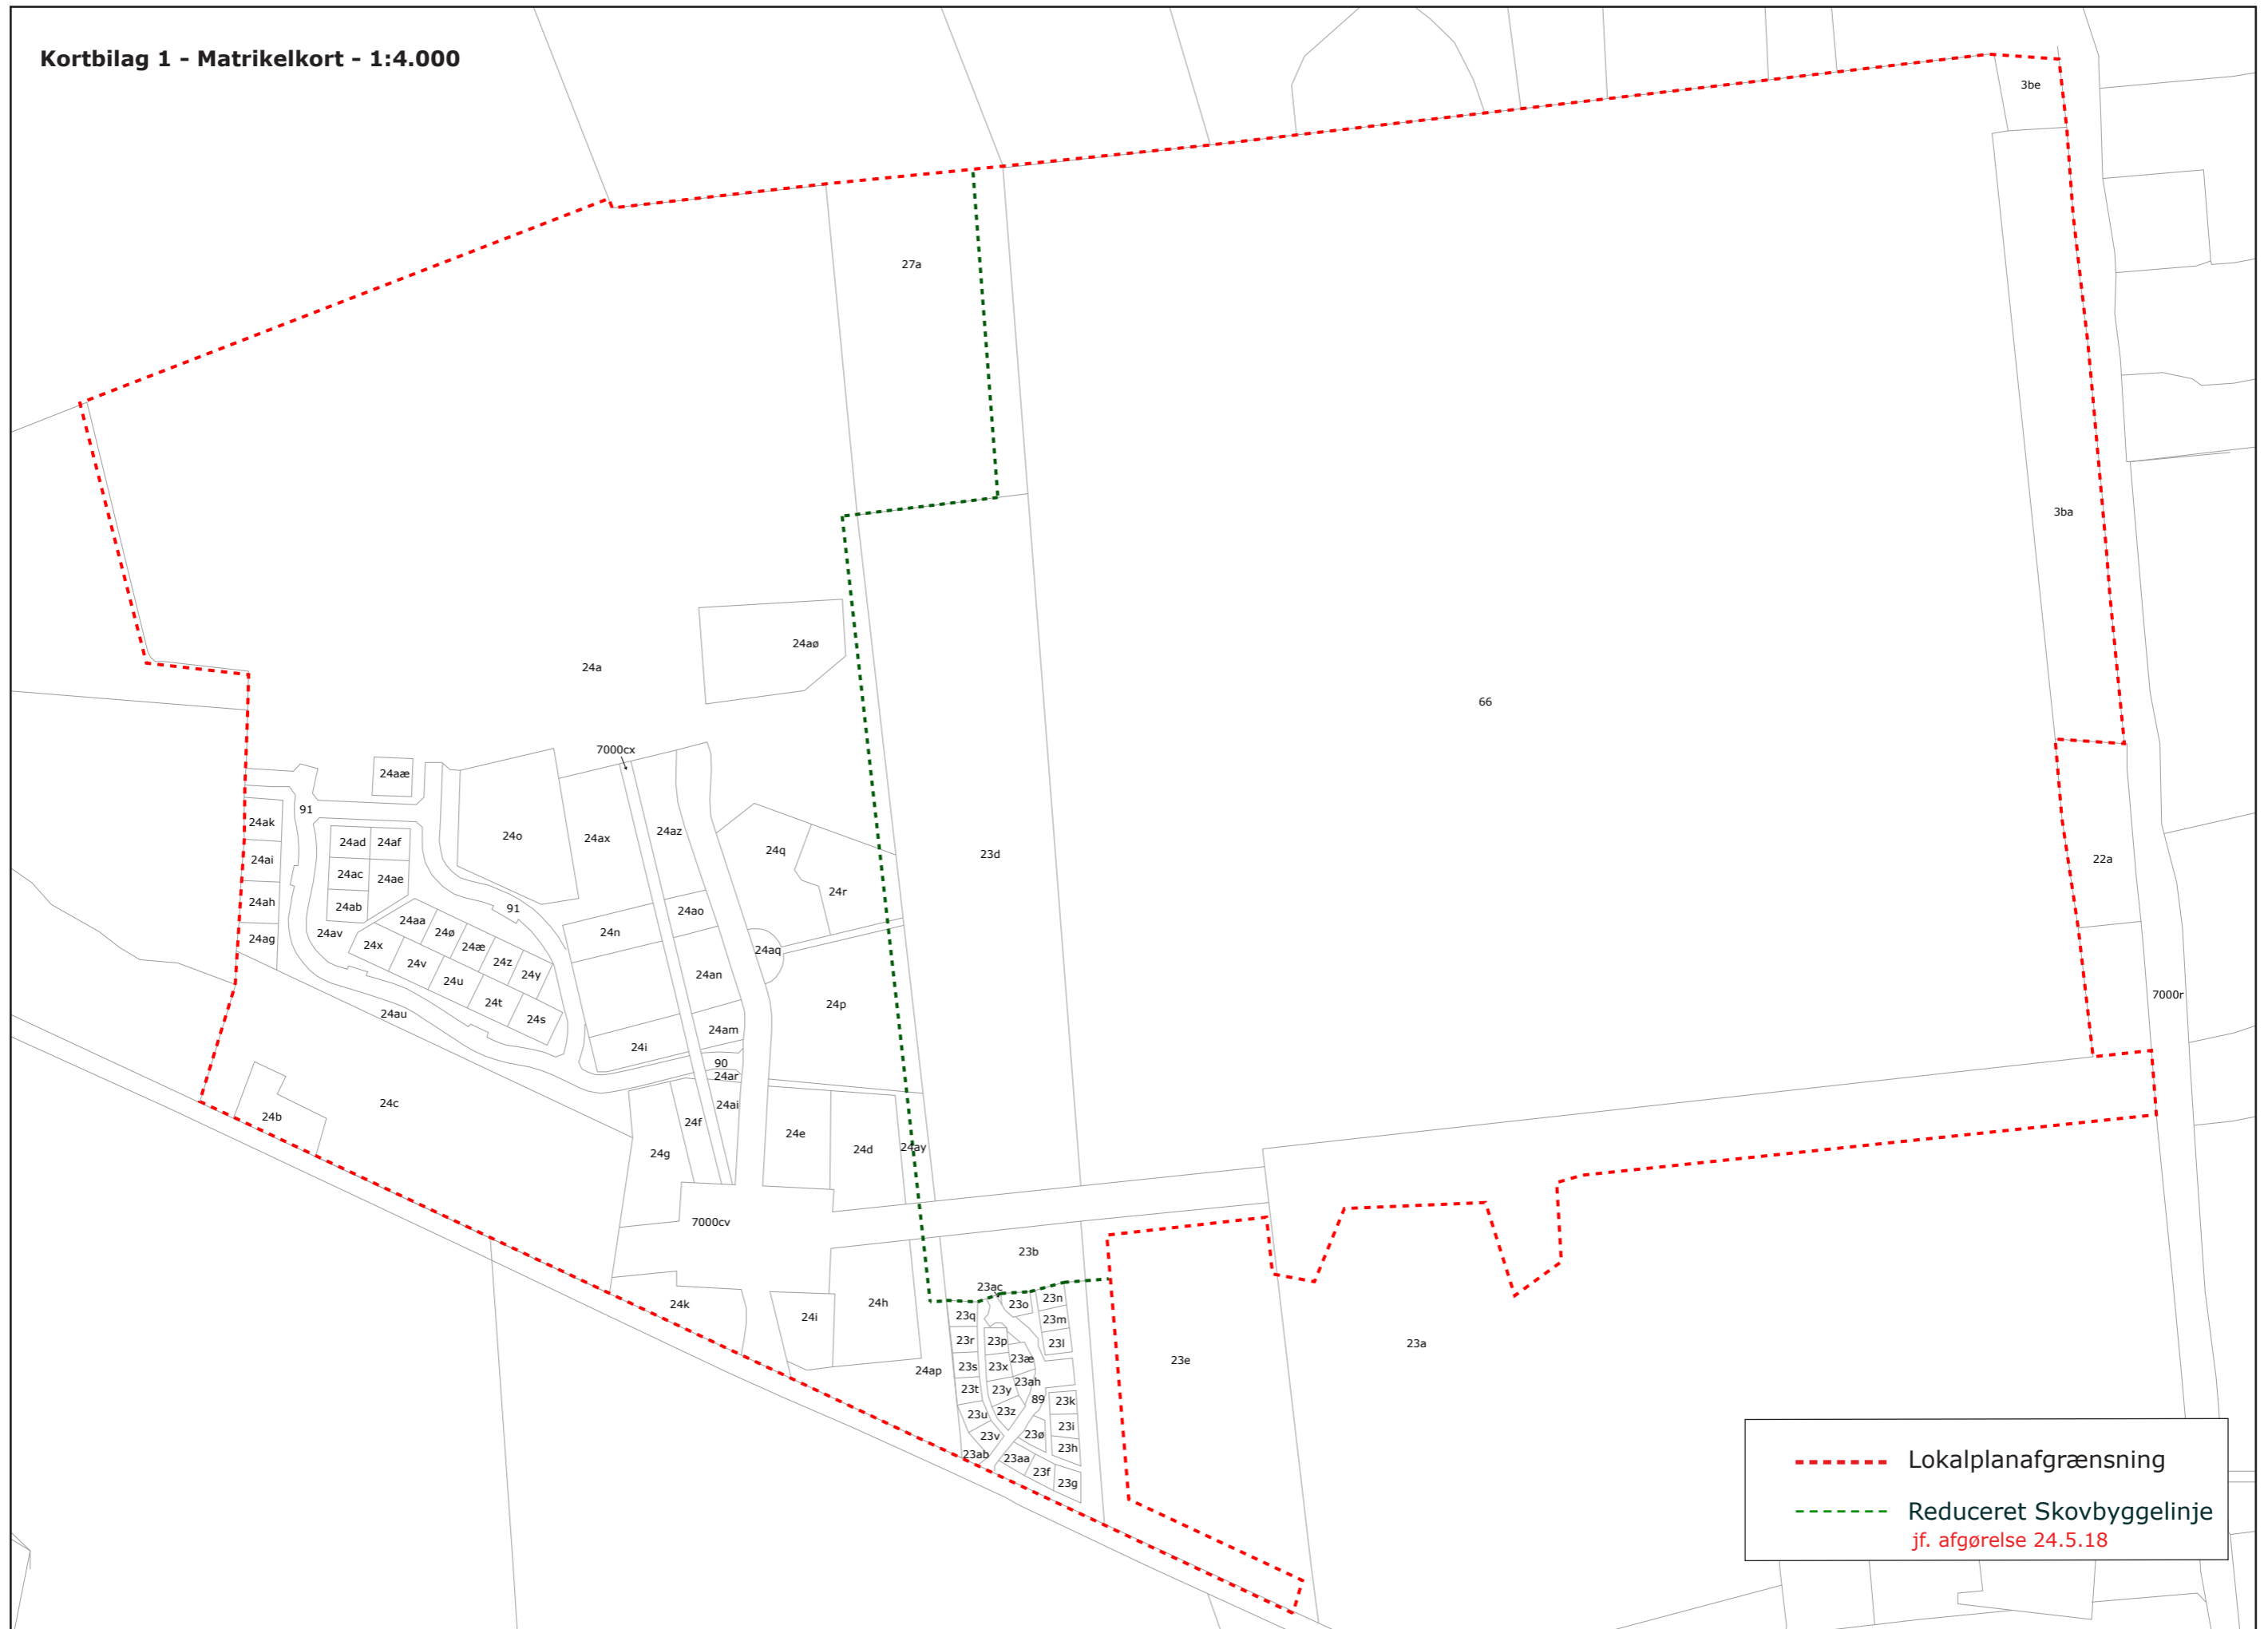 Kortbilag 1 - Matrikelkort - 1:4.000
3be
27a
3ba
24aø
24a
66
7000cx
24aæ
91
24ak
24ad
24af
24o
24ax
24az
24q
23d
22a
24ai
24ac
24ae
24r
24ah
24ab
91
24ao
24aa
24ø
24n
24av
24ag
24x
24æ
24aq
24z
24v
24y
24u
24an
7000r
24t
24p
24au
24s
24am
24i
90
24ar
24c
24ai
24b
24f
24e
24d
24ay
24g
7000cv
23b
23ac
23n
24k
24h
23o
24i
23q
23m
23r
23p
23l
23a
23æ
23e
24ap
23s
23x
23ah
23t
23y
89
23k
23u
23z
23i
23v
23ø
23h
23ab
23aa
23f
23g
Lokalplanafgrænsning
Reduceret Skovbyggelinje
jf. afgørelse 24.5.18